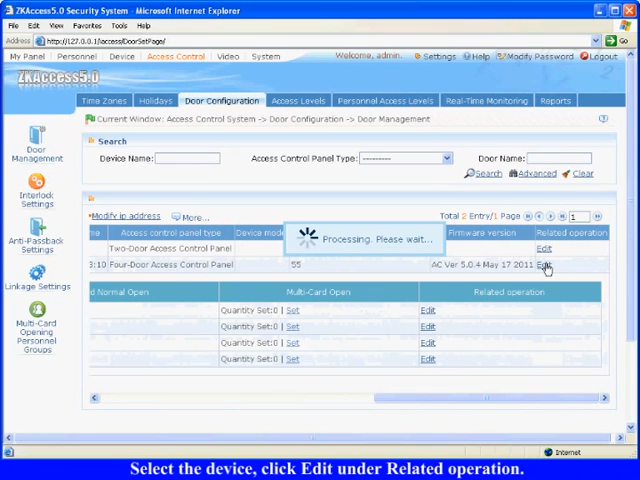 ZKAccess5.0 Security System - Microsoft Internet Explorer
File Edit View Favorites Tools Help
Address http://127.0.0.1/iaccess/DoorSetPage/ Go
My Panel Personnel Device Access Control Video System Welcome, admin. Settings Help Modify Password Logout
ZKAccess5.0
Time Zones Holidays Door Configuration Access Levels Personnel Access Levels Real-Time Monitoring Reports
Current Window: Access Control System -> Door Configuration -> Door Management
Search
Device Name: Access Control Panel Type: --------- Door Name:
Search Advanced Clear
Door Management
Interlock Settings
Anti-Passback Settings
Linkage Settings
Multi-Card Opening Personnel Groups
Modify ip address More... Total 2 Entry/1 Page 1
me Access control panel type Device mode Firmware version Related operation
Two-Door Access Control Panel Edit
3:10 Four-Door Access Control Panel 55 AC Ver 5.0.4 May 17 2011 Edit
Processing. Please wait...
d Normal Open Multi-Card Open Related operation
Quantity Set:0 | Set Edit
Quantity Set:0 | Set Edit
Quantity Set:0 | Set Edit
Quantity Set:0 | Set Edit
Internet
Select the device, click Edit under Related operation.